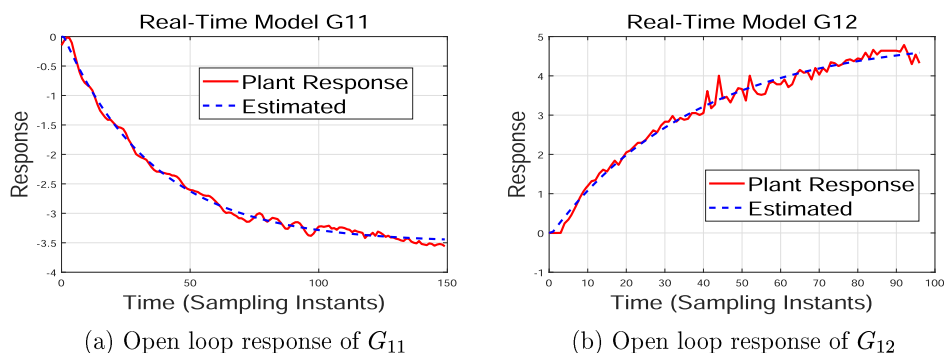 Real-Time Model G11
0
-0.5
-1
-1.5
-2
-2.5
-3
-3.5
-4
Response
Plant Response
Estimated
0
50
100
150
Time (Sampling Instants)
(a) Open loop response of G11
Real-Time Model G12
5
4
3
2
1
0
-1
Response
Plant Response
Estimated
0
10
20
30
40
50
60
70
80
90
100
Time (Sampling Instants)
(b) Open loop response of G12